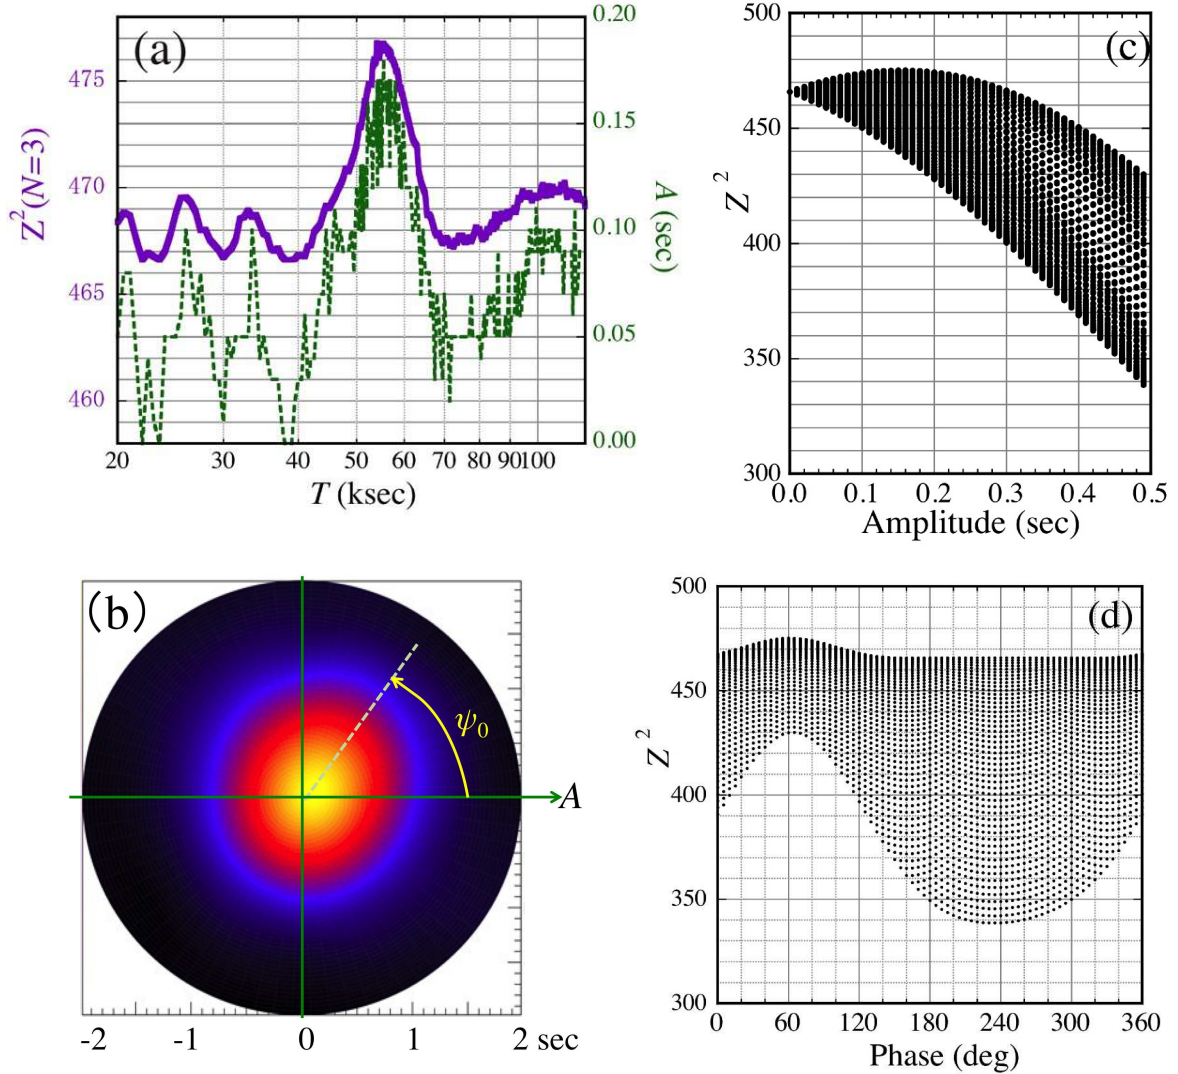 (a)
Z²(N=3)
475
470
465
460
0.20
0.15
0.10
0.05
0.00
A (sec)
20 30 40 50 60 70 80 90 100
T (ksec)
(c)
Z²
500
450
400
350
300
0.0 0.1 0.2 0.3 0.4 0.5
Amplitude (sec)
(b)
ψ₀
A
-2 -1 0 1 2 sec
(d)
Z²
500
450
400
350
300
0 60 120 180 240 300 360
Phase (deg)